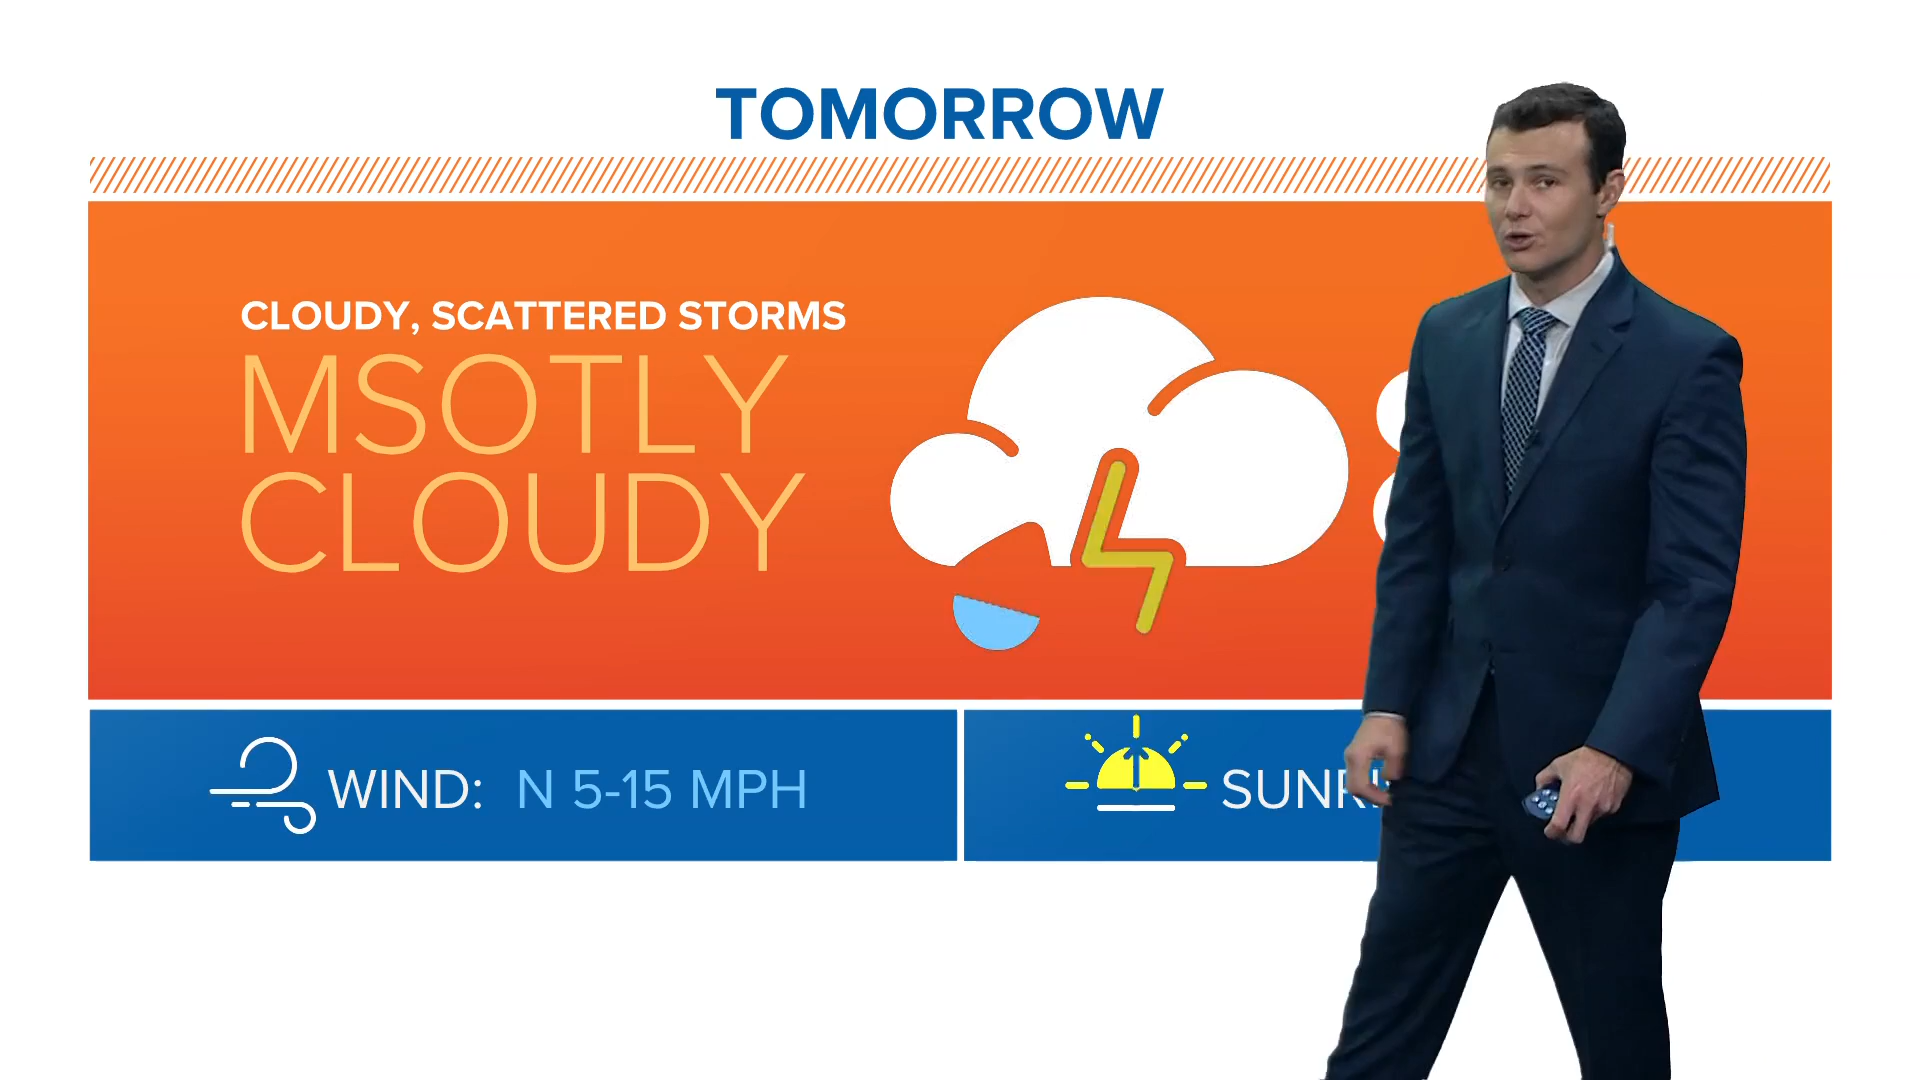 TOMORROW
CLOUDY, SCATTERED STORMS
MSOTLY
CLOUDY
WIND: N 5-15 MPH